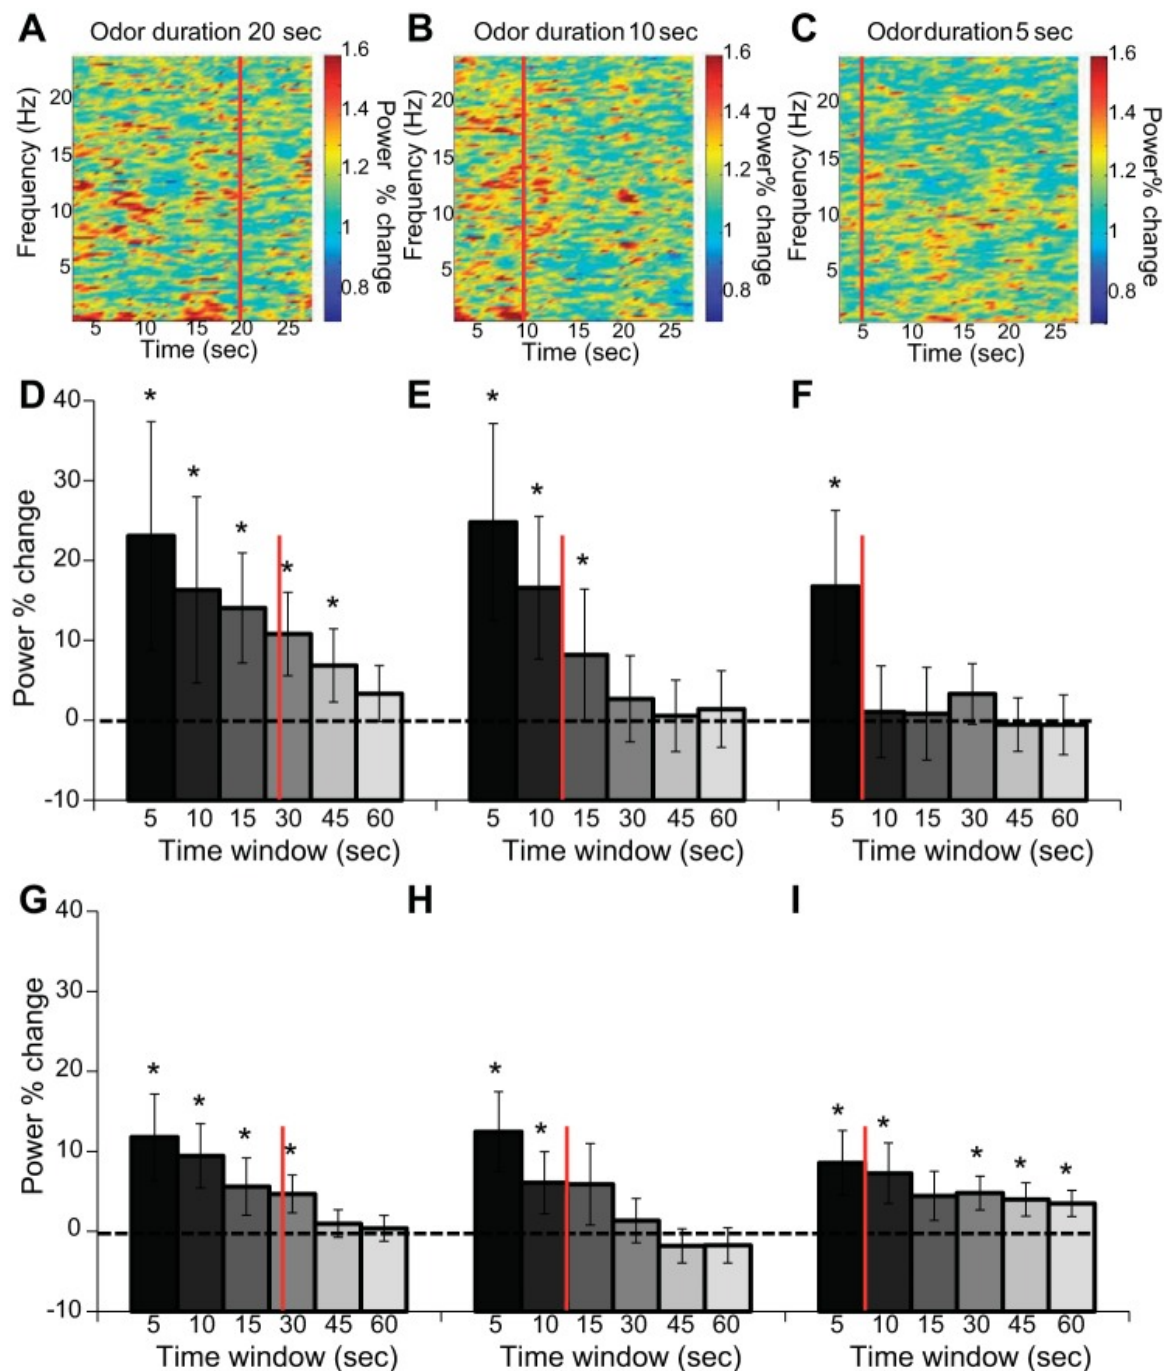 A Odor duration 20 sec B Odor duration 10 sec C Odor duration 5 sec
1.6 1.6 1.6
20 20 20
1.4 1.4 1.4
15 15 15
1.2 1.2 1.2
10 10 10
1 1 1
5 5 5
0.8 0.8 0.8
Frequency (Hz) Power % change Frequency (Hz) Power% change Frequency (Hz) Power% change
5 10 15 20 25 5 10 15 20 25 5 10 15 20 25
Time (sec) Time (sec) Time (sec)
D E F
40
* *
30
* * *
* *
20
* *
10
0
-10
Power % change
5 10 15 30 45 60 5 10 15 30 45 60 5 10 15 30 45 60
Time window (sec) Time window (sec) Time window (sec)
G H I
40
30
20
* *
* * * *
10
* * * * *
0
-10
Power % change
5 10 15 30 45 60 5 10 15 30 45 60 5 10 15 30 45 60
Time window (sec) Time window (sec) Time window (sec)